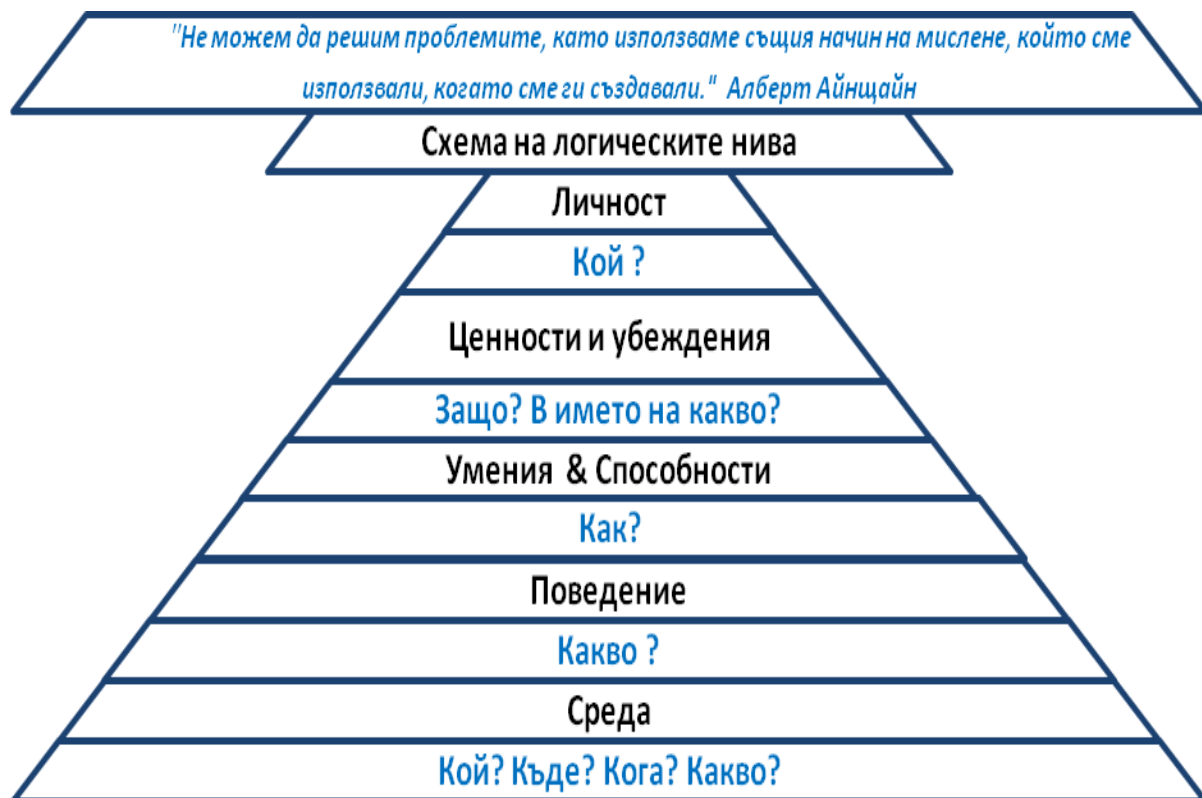 "Не можем да решим проблемите, като използваме същия начин на мислене, който сме
използвали, когато сме ги създавали." Алберт Айнщайн
Схема на логическите нива
Личност
Кой ?
Ценности и убеждения
Защо? В името на какво?
Умения & Способности
Как?
Поведение
Какво ?
Среда
Кой? Къде? Кога? Какво?